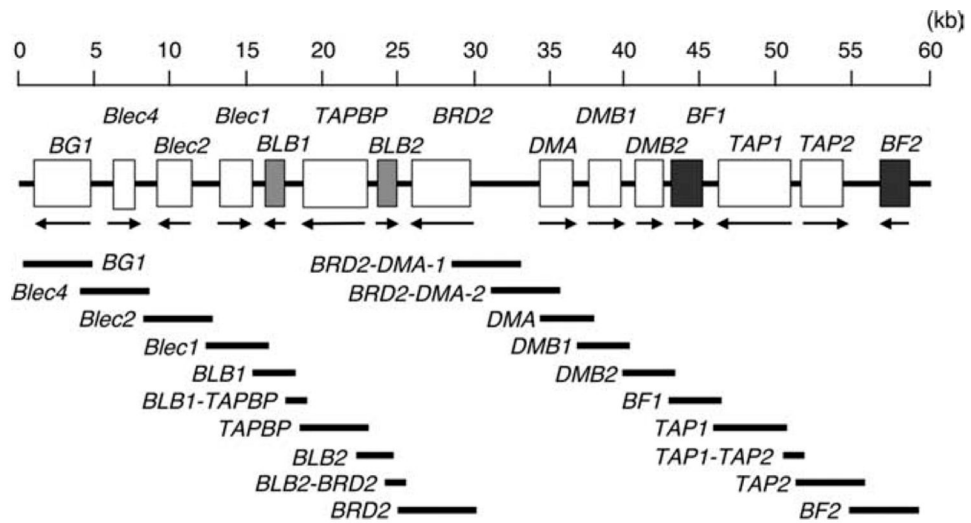 (kb)
0 5 10 15 20 25 30 35 40 45 50 55 60
Blec4 Blec1 TAPBP BRD2 DMB1 BF1
BG1 Blec2 BLB1 BLB2 DMA DMB2 TAP1 TAP2 BF2
BG1 BRD2-DMA-1
Blec4 BRD2-DMA-2
Blec2 DMA
Blec1 DMB1
BLB1 DMB2
BLB1-TAPBP BF1
TAPBP TAP1
BLB2 TAP1-TAP2
BLB2-BRD2 TAP2
BRD2 BF2